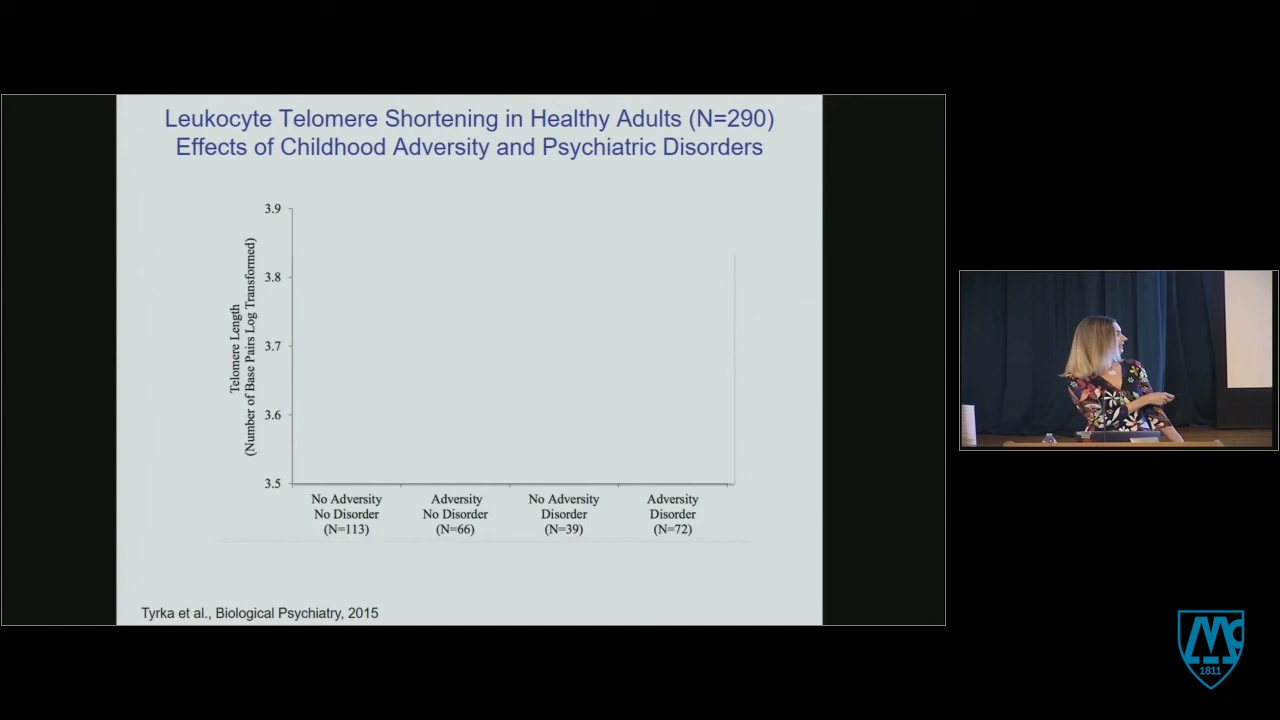 Leukocyte Telomere Shortening in Healthy Adults (N=290)
Effects of Childhood Adversity and Psychiatric Disorders
Telomere Length
(Number of Base Pairs Log Transformed)
3.9
3.8
3.7
3.6
3.5
No Adversity
No Disorder
(N=113)
Adversity
No Disorder
(N=66)
No Adversity
Disorder
(N=39)
Adversity
Disorder
(N=72)
Tyrka et al., Biological Psychiatry, 2015
Mc
1811